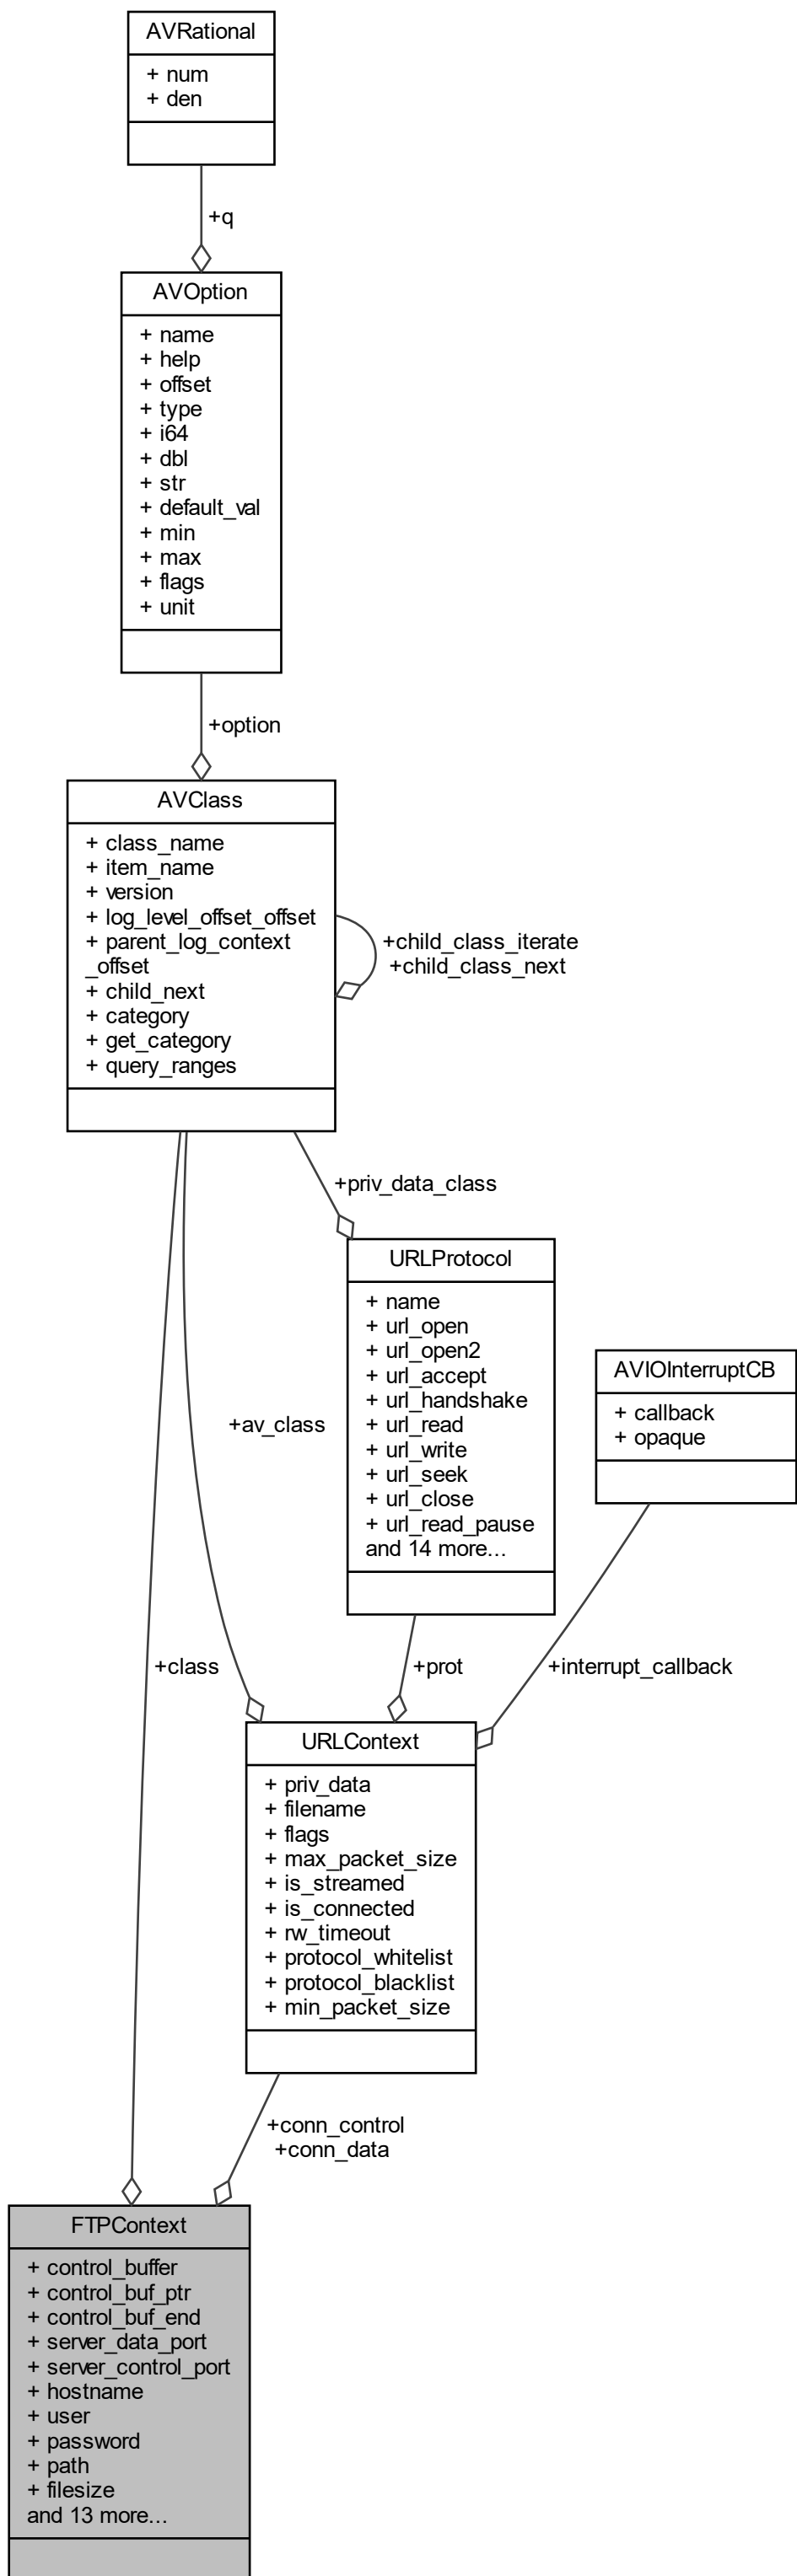 AVRational
+ num
+ den
+q
AVOption
+ name
+ help
+ offset
+ type
+ i64
+ dbl
+ str
+ default_val
+ min
+ max
+ flags
+ unit
+option
AVClass
+ class_name
+ item_name
+ version
+ log_level_offset_offset
+ parent_log_context
_offset
+ child_next
+ category
+ get_category
+ query_ranges
+child_class_iterate
+child_class_next
+priv_data_class
URLProtocol
+ name
+ url_open
+ url_open2
+ url_accept
+ url_handshake
+ url_read
+ url_write
+ url_seek
+ url_close
+ url_read_pause
and 14 more...
AVIOInterruptCB
+ callback
+ opaque
+av_class
+class
+prot
+interrupt_callback
URLContext
+ priv_data
+ filename
+ flags
+ max_packet_size
+ is_streamed
+ is_connected
+ rw_timeout
+ protocol_whitelist
+ protocol_blacklist
+ min_packet_size
+conn_control
+conn_data
FTPContext
+ control_buffer
+ control_buf_ptr
+ control_buf_end
+ server_data_port
+ server_control_port
+ hostname
+ user
+ password
+ path
+ filesize
and 13 more...